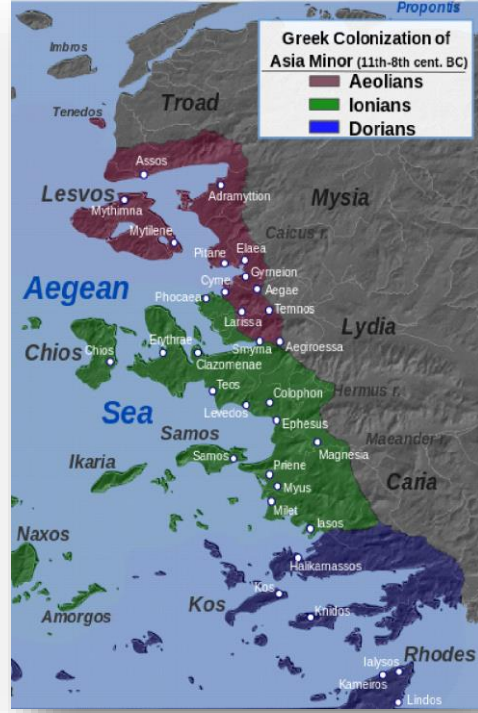 Propontis
Greek Colonization of
Asia Minor (11th-8th cent. BC)
Aeolians
Ionians
Dorians
Imbros
Troad
Tenedos
Assos
Adramyttion
Lesvos
Mythimna
Mysia
Mytilene
Caicus r.
Pitane
Elaea
Gyrneion
Aegean
Cyme
Aegae
Phocaea
Temnos
Larissa
Lydia
Erythrae
Smyrna
Aegiroessa
Chios
Chios
Clazomenae
Teos
Hermus r.
Colophon
Sea
Levedos
Ephesus
Samos
Maeander r.
Magnesia
Samos
Ikaria
Priene
Caria
Myus
Milet
Iasos
Naxos
Halikarnassos
Kos
Kos
Knidos
Amorgos
Ialysos
Rhodes
Kameiros
Lindos